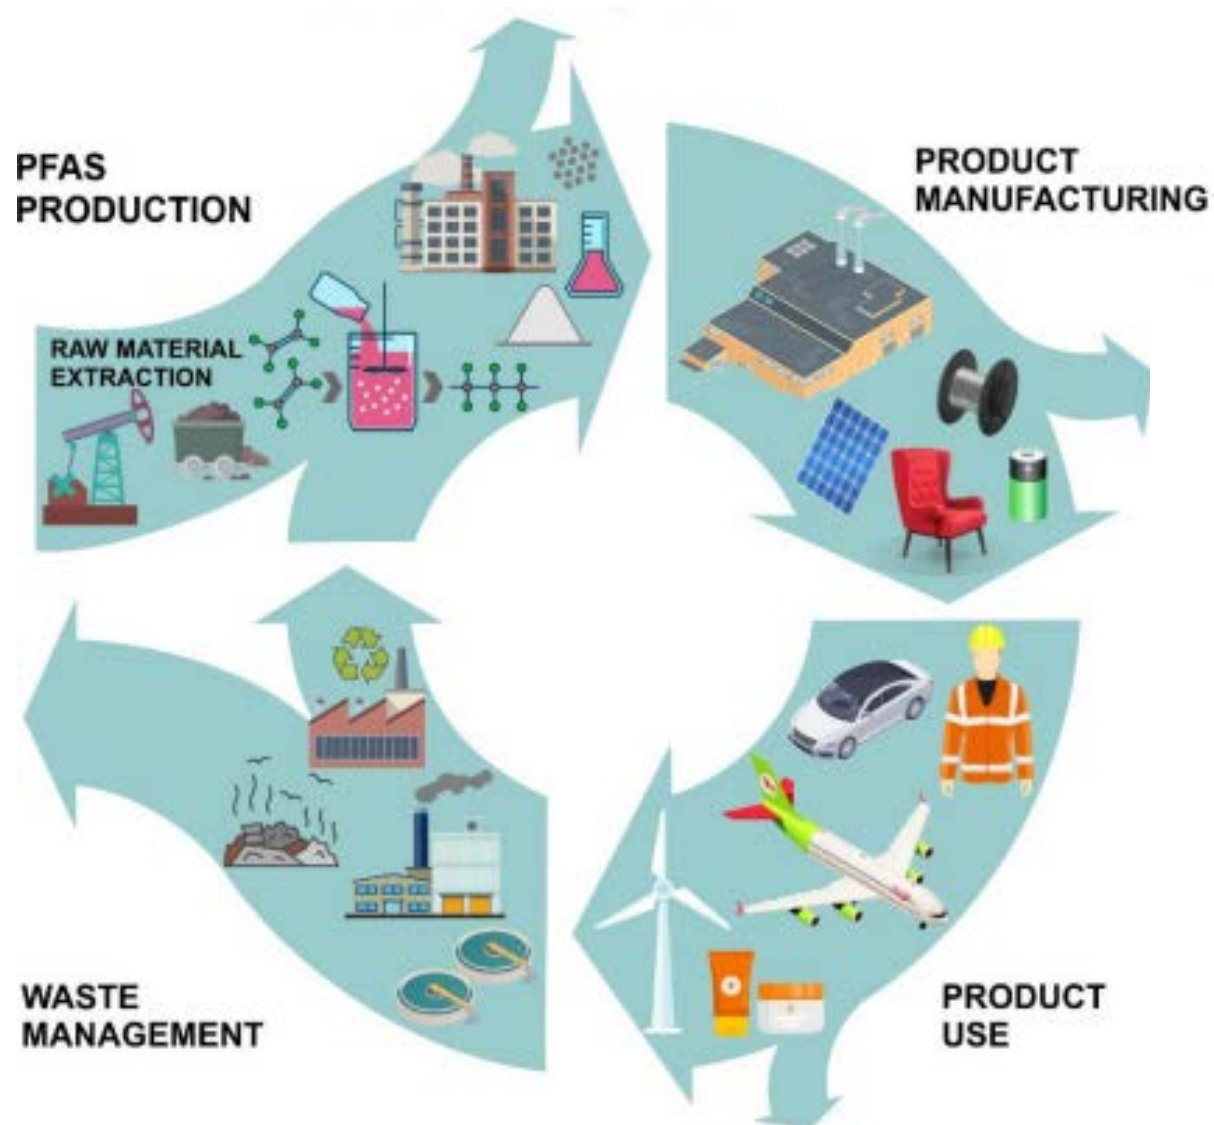 PFAS
PRODUCTION
RAW MATERIAL
EXTRACTION
PRODUCT
MANUFACTURING
WASTE
MANAGEMENT
PRODUCT
USE